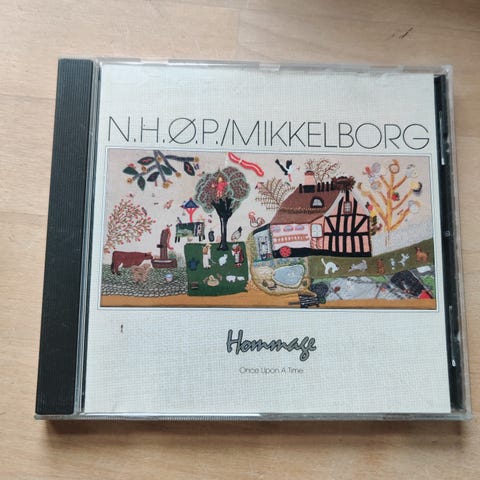 N.H.Ø.P./MIKKELBORG
Hommage
Once Upon A Time